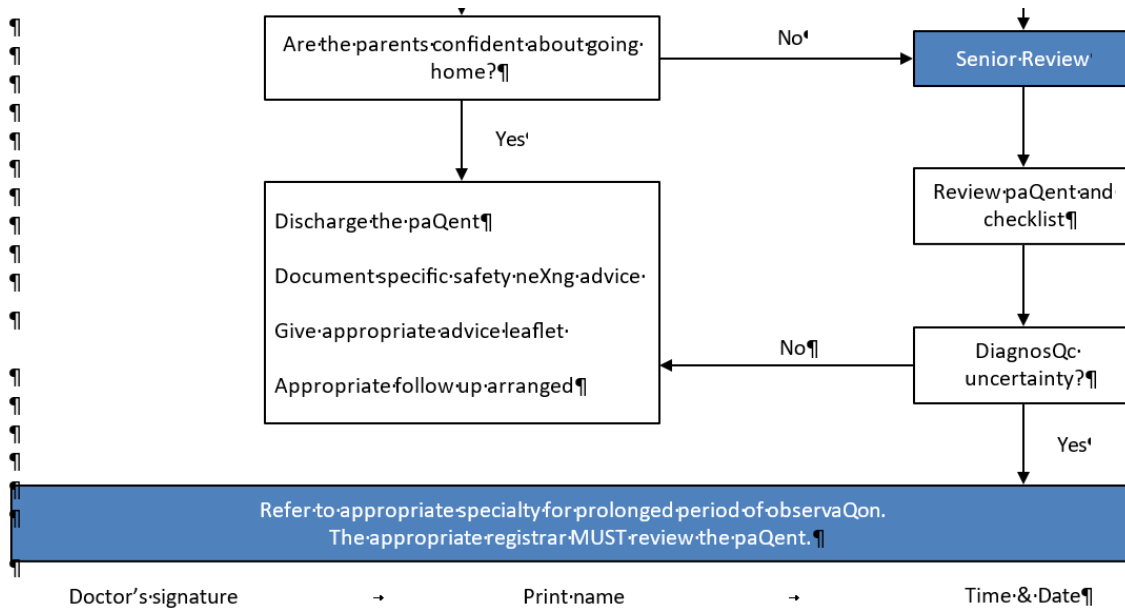 Are the parents confident about going
home?¶
No
Senior Review
Yes
Discharge the paQent¶
Document specific safety neXng advice
Give appropriate advice leaflet
Appropriate follow up arranged¶
Review paQent and
checklist¶
No¶
DiagnosQc
uncertainty?¶
Yes
Refer to appropriate specialty for prolonged period of observaQon.
The appropriate registrar MUST review the paQent.¶
Doctor's signature → Print name → Time & Date¶